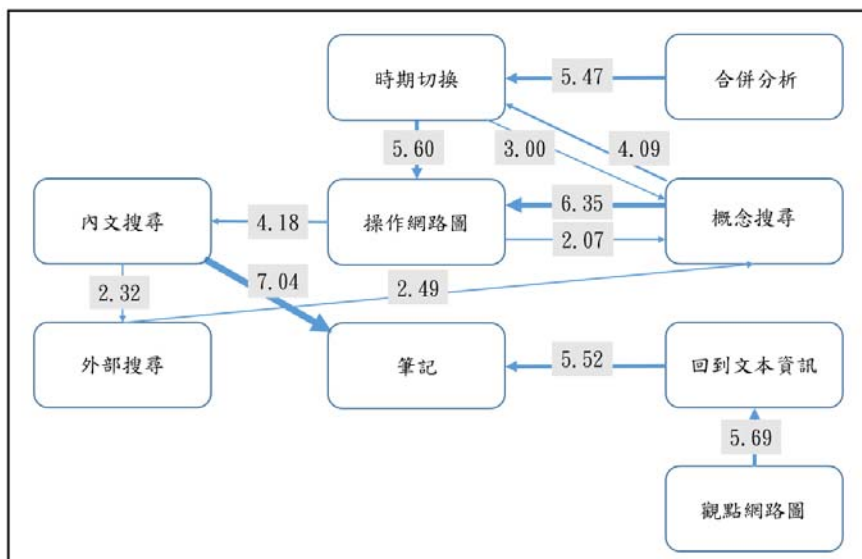 時期切換
5.47
合併分析
5.60
3.00
4.09
內文搜尋
4.18
操作網路圖
6.35
2.07
概念搜尋
2.32
7.04
2.49
外部搜尋
筆記
5.52
回到文本資訊
5.69
觀點網路圖